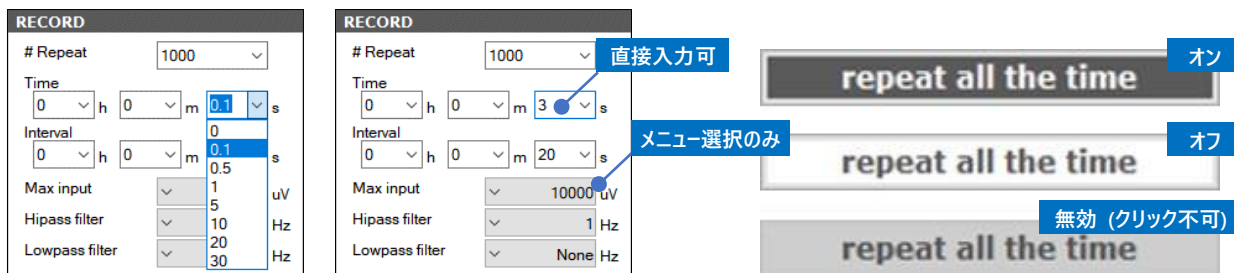 RECORD
# Repeat 1000
Time
0 h 0 m 0.1 s
Interval
0 h 0 m s
0
0.1
0.5
1
5
10
20
30
Max input uV
Hipass filter Hz
Lowpass filter Hz
RECORD
# Repeat 1000
Time
0 h 0 m 3 s
Interval
0 h 0 m 20 s
Max input 10000 uV
Hipass filter 1 Hz
Lowpass filter None Hz
直接入力可
メニュー選択のみ
オン
repeat all the time
オフ
repeat all the time
無効 (クリック不可)
repeat all the time